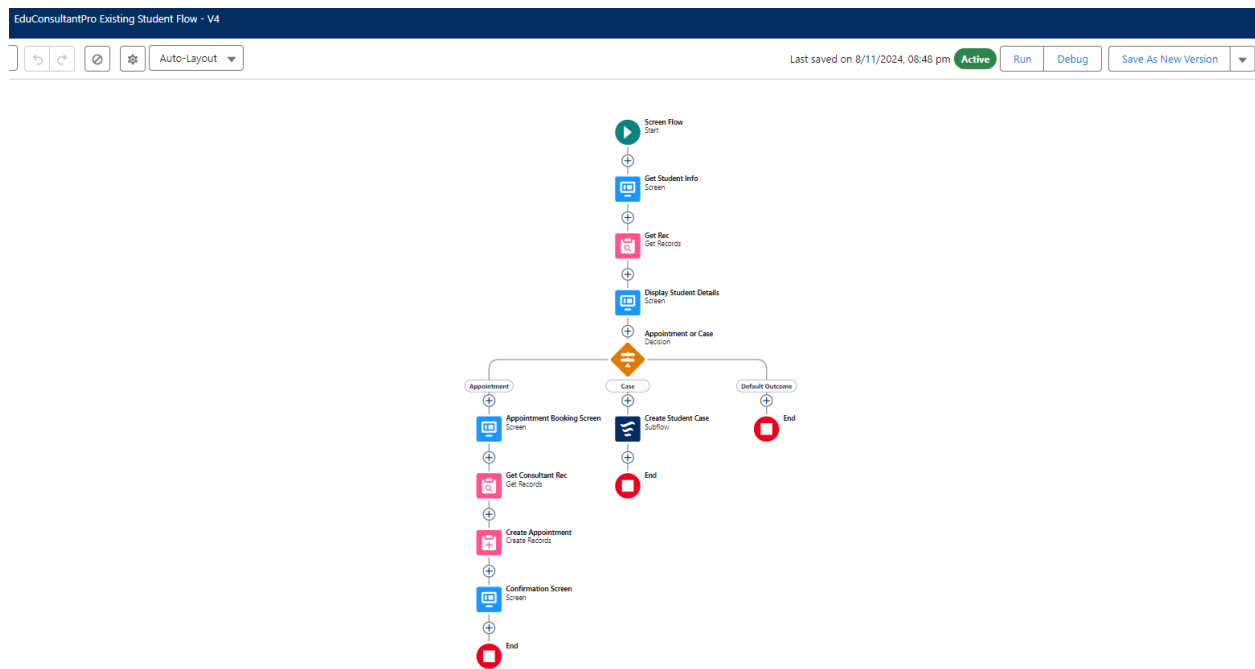 EduConsultantPro Existing Student Flow - V4
Auto-Layout
Last saved on 8/11/2024, 08:48 pm
Active
Run
Debug
Save As New Version
Screen Flow
Start
Get Student Info
Screen
Get Rec
Get Records
Display Student Details
Screen
Appointment or Case
Decision
Appointment
Case
Default Outcome
Appointment Booking Screen
Screen
Create Student Case
Subflow
End
Get Consultant Rec
Get Records
End
Create Appointment
Create Records
Confirmation Screen
Screen
End